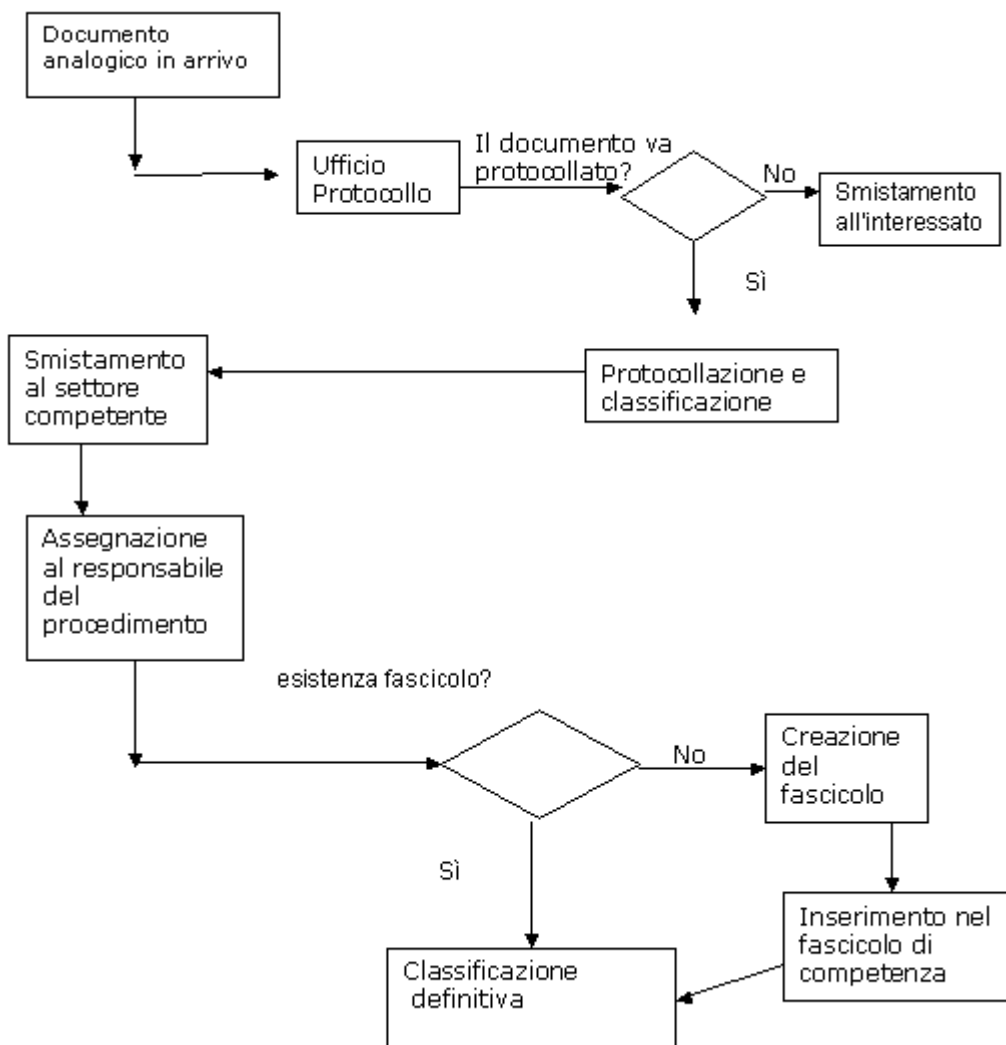 Documento
analogico in arrivo
Ufficio
Protocollo
Il documento va
protocollato?
No
Smistamento
all'interessato
Sì
Protocollazione e
classificazione
Smistamento
al settore
competente
Assegnazione
al responsabile
del
procedimento
esistenza fascicolo?
No
Creazione
del
fascicolo
Sì
Inserimento nel
fascicolo di
competenza
Classificazione
definitiva